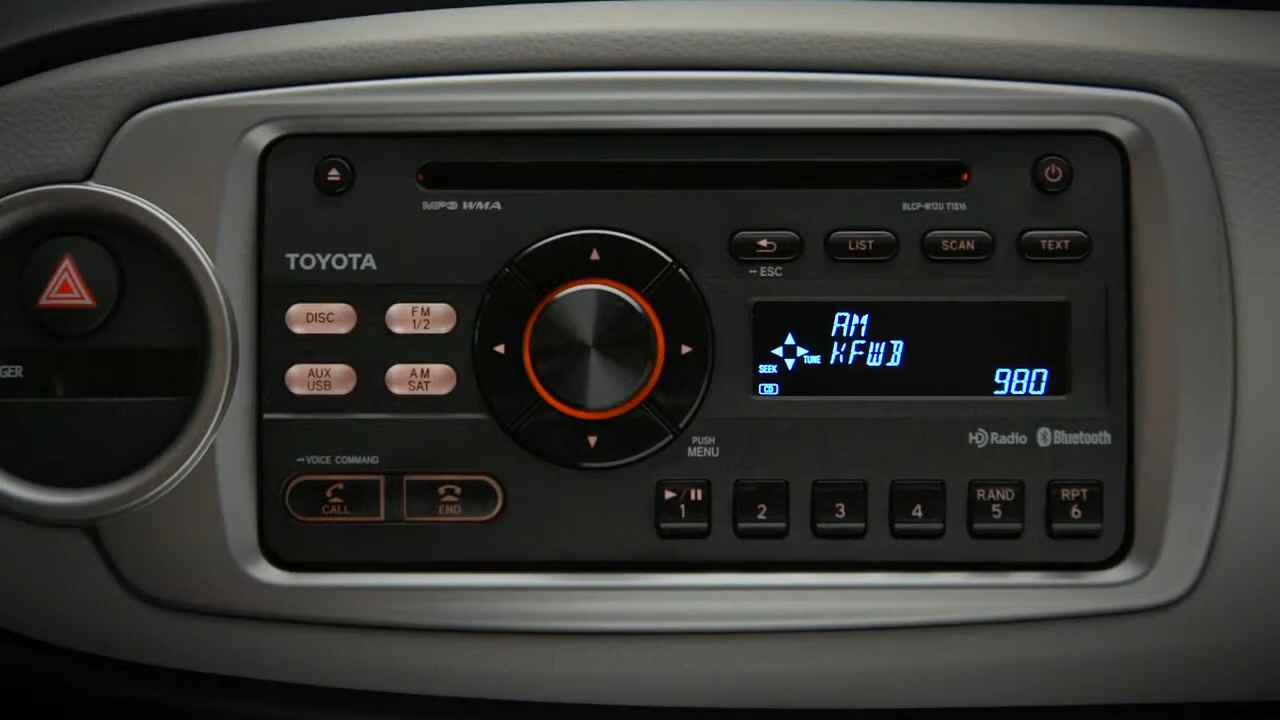 MP3 WMA
TOYOTA
LIST
SCAN
TEXT
ESC
DISC
FM
1/2
AUX
USB
AM
SAT
AM
KFWB
SEEK
TUNE
CD
980
GER
HD Radio
Bluetooth
PUSH
MENU
VOICE COMMAND
CALL
END
1
2
3
4
RAND
5
RPT
6